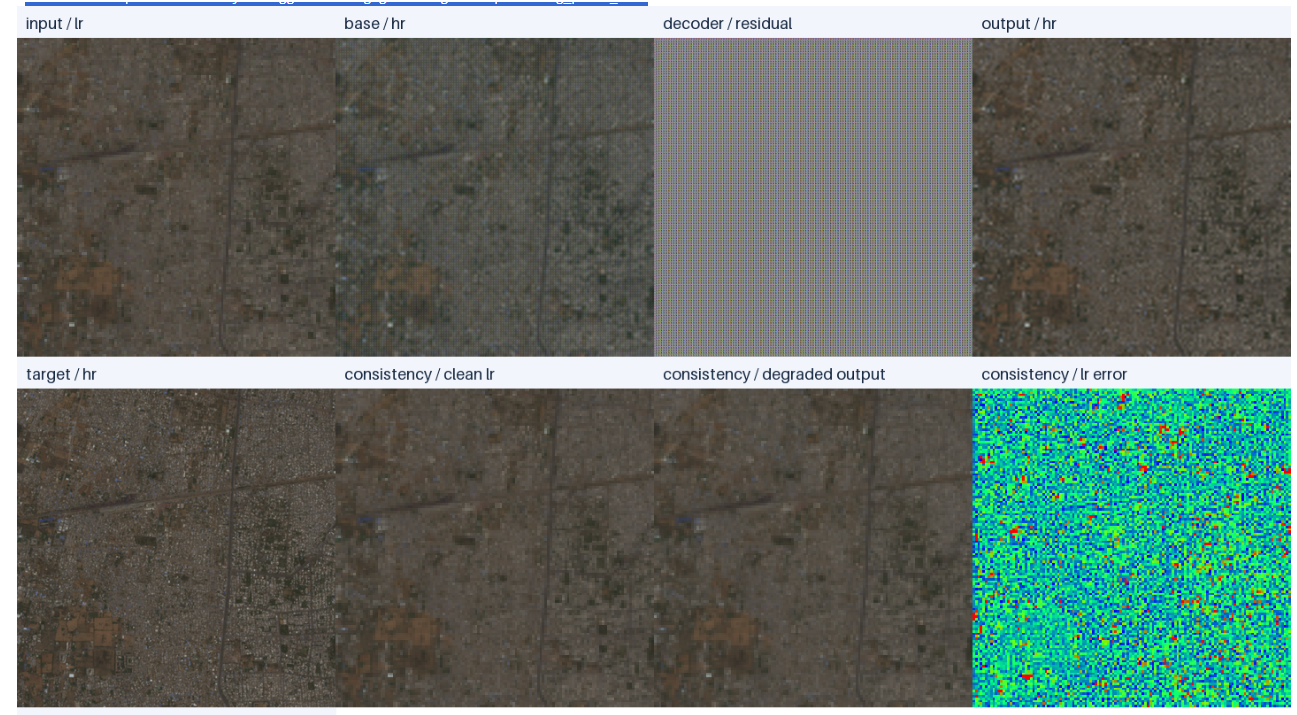 input / lr
base / hr
decoder / residual
output / hr
target / hr
consistency / clean lr
consistency / degraded output
consistency / lr error